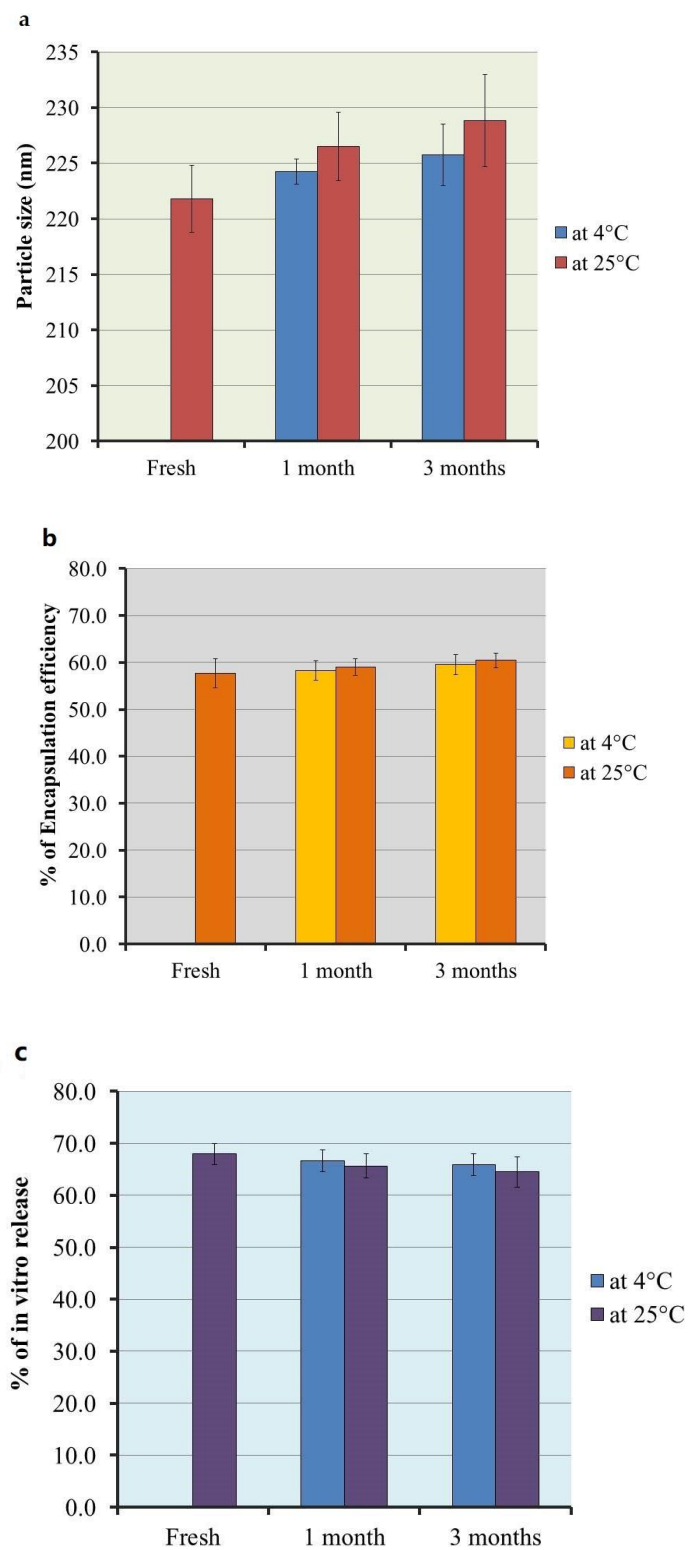 a
235
230
225
220
215
210
205
200
Particle size (nm)
Fresh
1 month
3 months
at 4°C
at 25°C
b
80.0
70.0
60.0
50.0
40.0
30.0
20.0
10.0
0.0
% of Encapsulation efficiency
Fresh
1 month
3 months
at 4°C
at 25°C
c
80.0
70.0
60.0
50.0
40.0
30.0
20.0
10.0
0.0
% of in vitro release
Fresh
1 month
3 months
at 4°C
at 25°C